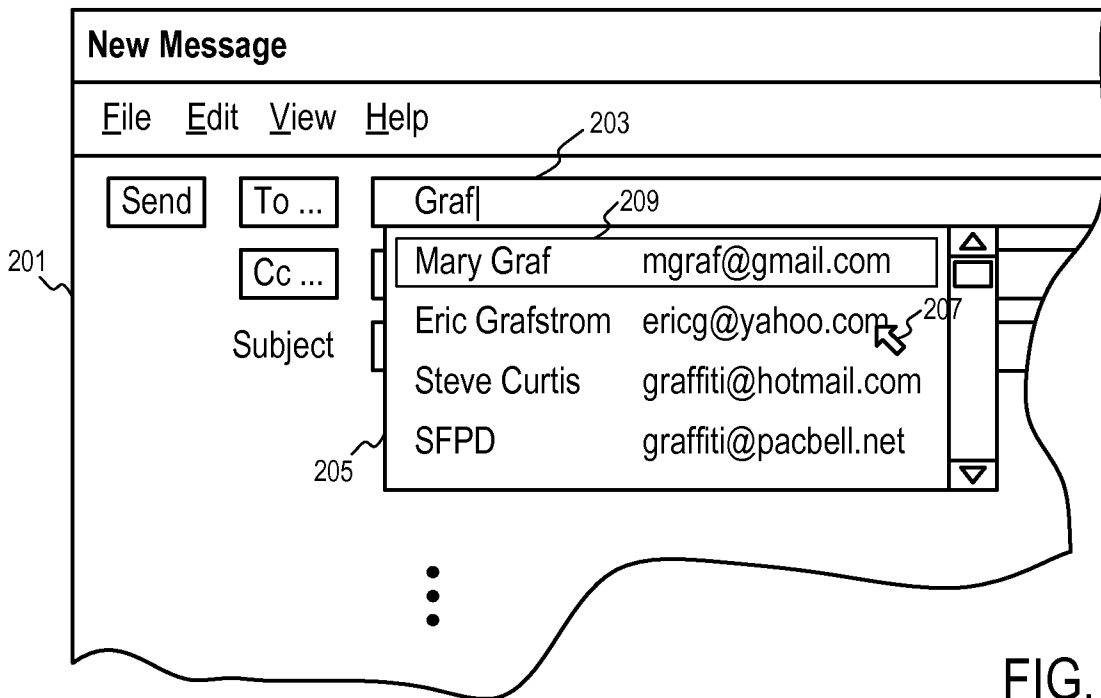 New Message
File Edit View Help
203
Send To ... Graf
209
201
Cc ... Mary Graf mgraf@gmail.com
Eric Grafstrom ericg@yahoo.com 207
Subject
Steve Curtis graffiti@hotmail.com
SFPD graffiti@pacbell.net
205
FIG.